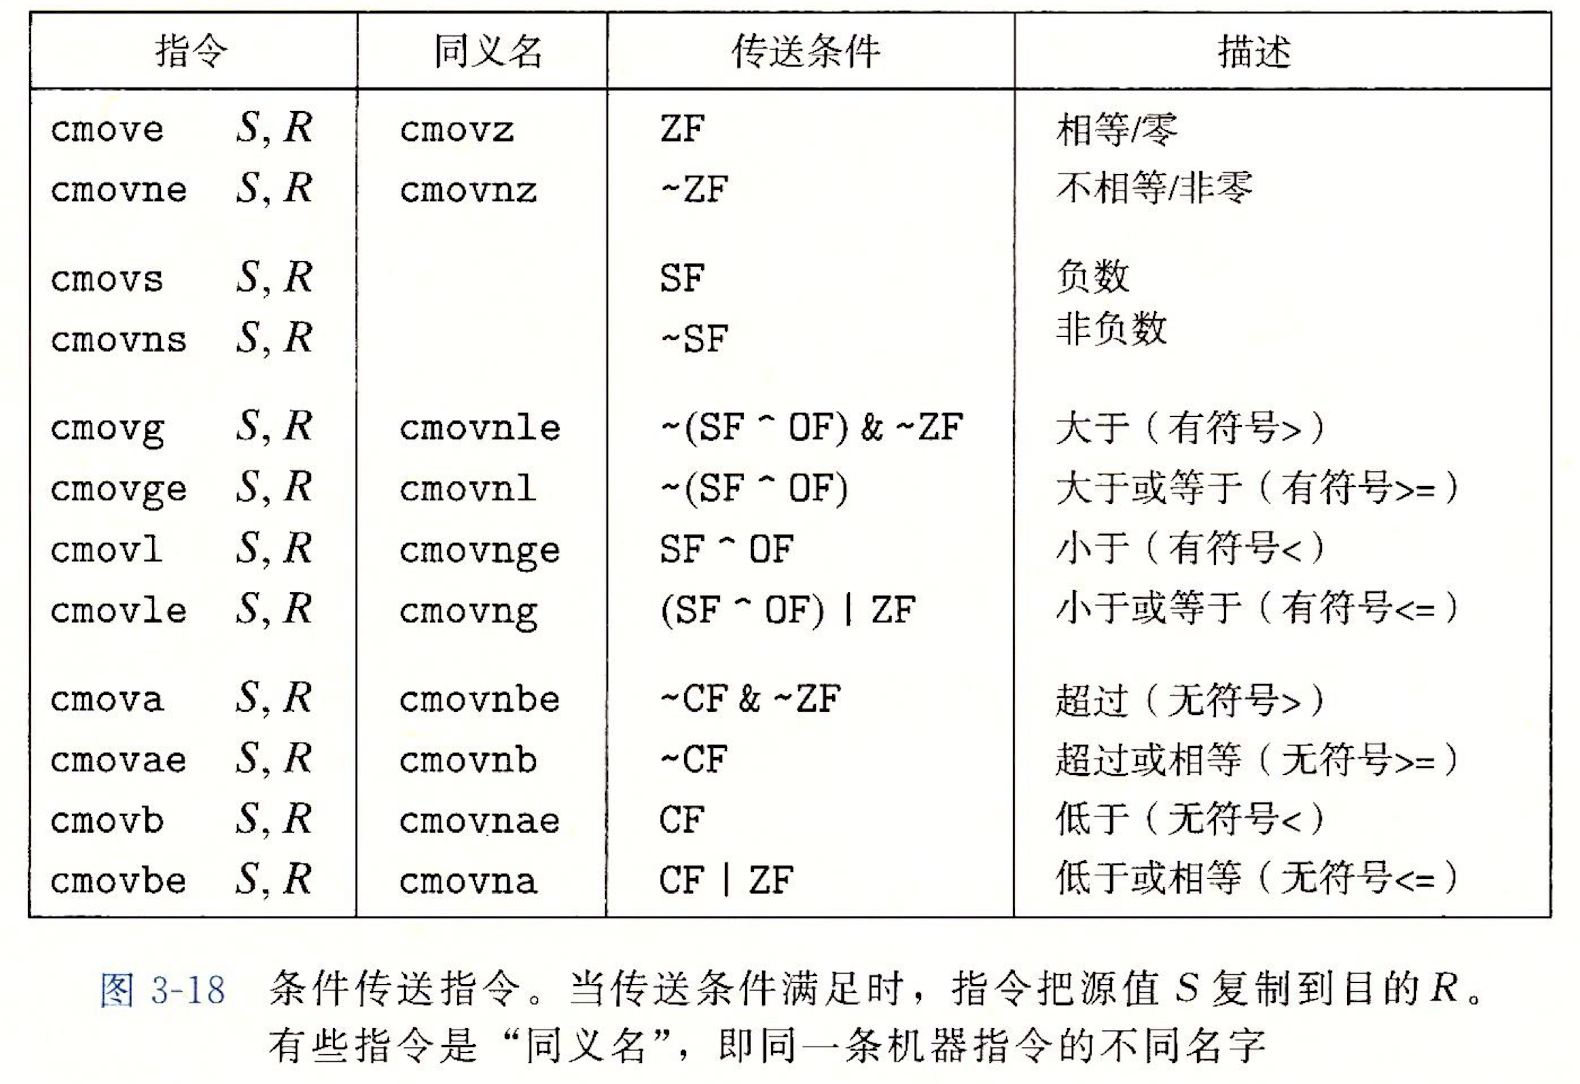 指令 同义名 传送条件 描述
cmove S, R cmovz ZF 相等/零
cmovne S, R cmovnz ~ZF 不相等/非零
cmovs S, R SF 负数
cmovns S, R ~SF 非负数
cmovg S, R cmovnle ~(SF ^ OF) & ~ZF 大于（有符号>）
cmovge S, R cmovnl ~(SF ^ OF) 大于或等于（有符号>=）
cmovl S, R cmovnge SF ^ OF 小于（有符号<）
cmovle S, R cmovng (SF ^ OF) | ZF 小于或等于（有符号<=）
cmova S, R cmovnbe ~CF & ~ZF 超过（无符号>）
cmovae S, R cmovnb ~CF 超过或相等（无符号>=）
cmovb S, R cmovnae CF 低于（无符号<）
cmovbe S, R cmovna CF | ZF 低于或相等（无符号<=）
图 3-18 条件传送指令。当传送条件满足时，指令把源值 S 复制到目的 R。
有些指令是“同义名”，即同一条机器指令的不同名字